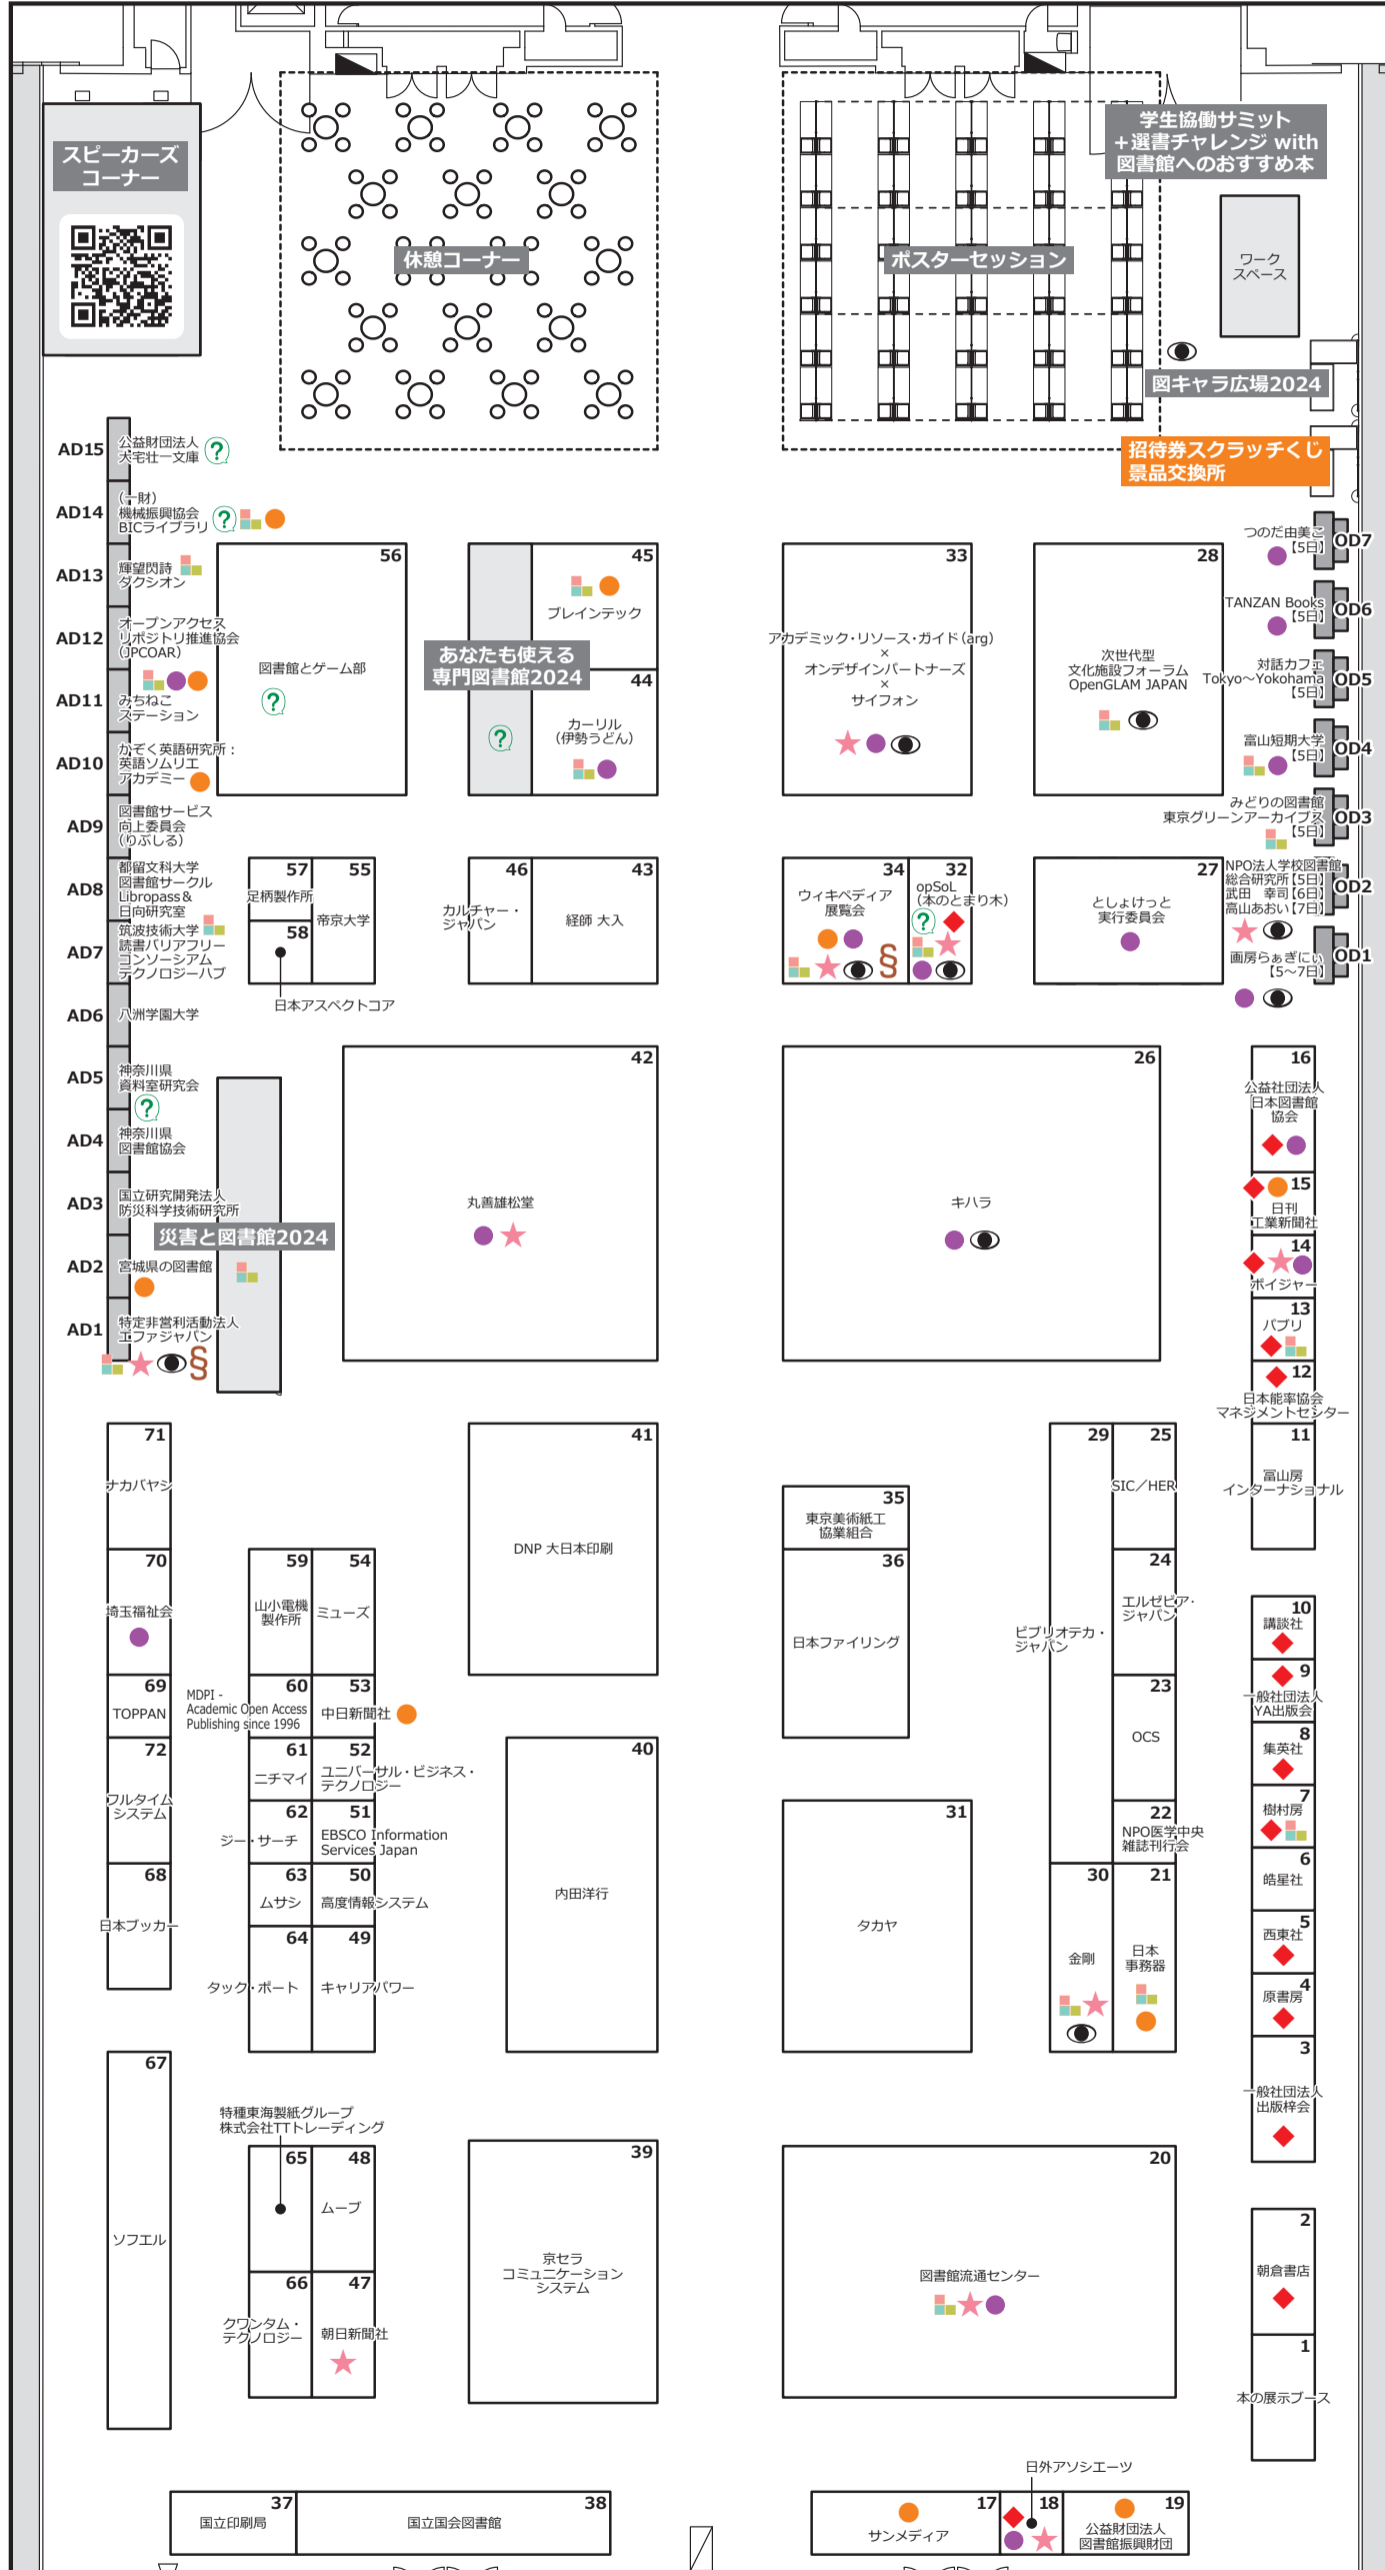 スピーカーズ
コーナー
休憩コーナー
ポスターセッション
学生協働サミット
＋選書チャレンジ with
図書館へのおすすめ本
ワーク
スペース
図キャラ広場2024
招待券スクラッチくじ
景品交換所
AD15
公益財団法人
大宅壮一文庫
AD14
(一財)
機械振興協会
BICライブラリ
AD13
輝望閃詩
ダクシオン
AD12
オープンアクセス
リポジトリ推進協会
(JPCOAR)
AD11
みちねこ
ステーション
AD10
かぞく英語研究所：
英語ソムリエ
アカデミー
AD9
図書館サービス
向上委員会
(りぶしる)
AD8
都留文科大学
図書館サークル
Libropass＆
日向研究室
AD7
筑波技術大学
読書バリアフリー
コンソーシアム
テクノロジーハブ
AD6
八洲学園大学
AD5
神奈川県
資料室研究会
AD4
神奈川県
図書館協会
AD3
国立研究開発法人
防災科学技術研究所
AD2
宮城県の図書館
AD1
特定非営利活動法人
エファジャパン
災害と図書館2024
56
図書館とゲーム部
あなたも使える
専門図書館2024
45
ブレインテック
44
カーリル
(伊勢うどん)
33
アカデミック・リソース・ガイド(arg)
×
オンデザインパートナーズ
×
サイフォン
28
次世代型
文化施設フォーラム
OpenGLAM JAPAN
つのだ由美こ
【5日】
OD7
TANZAN Books
【5日】
OD6
対話カフェ
Tokyo～Yokohama
【5日】
OD5
富山短期大学
【5日】
OD4
みどりの図書館
東京グリーンアーカイブス
【5日】
OD3
NPO法人学校図書館
総合研究所【5日】
武田　幸司【6日】
高山あおい【7日】
OD2
画房らぁぎにぃ
【5～7日】
OD1
57
足柄製作所
55
帝京大学
58
日本アスペクトコア
46
カルチャー・
ジャパン
43
経師 大入
34
ウィキペディア
展覧会
32
opSoL
(本のとまり木)
27
としょけっと
実行委員会
42
丸善雄松堂
26
キハラ
16
公益社団法人
日本図書館
協会
15
日刊
工業新聞社
14
ボイジャー
13
パブリ
12
日本能率協会
マネジメントセンター
11
冨山房
インターナショナル
71
ナカバヤシ
70
埼玉福祉会
69
TOPPAN
72
フルタイム
システム
68
日本ブッカー
67
ソフエル
59
山小電機
製作所
54
ミューズ
60
MDPI -
Academic Open Access
Publishing since 1996
53
中日新聞社
61
ニチマイ
52
ユニバーサル・ビジネス・
テクノロジー
62
ジー・サーチ
51
EBSCO Information
Services Japan
63
ムサシ
50
高度情報システム
64
タック・ポート
49
キャリアパワー
41
DNP 大日本印刷
40
内田洋行
35
東京美術紙工
協業組合
36
日本ファイリング
31
タカヤ
29
ビブリオテカ・
ジャパン
25
SIC／HER
24
エルゼビア・
ジャパン
23
OCS
22
NPO医学中央
雑誌刊行会
30
金剛
21
日本
事務器
10
講談社
9
一般社団法人
YA出版会
8
集英社
7
樹村房
6
皓星社
5
西東社
4
原書房
3
一般社団法人
出版梓会
特種東海製紙グループ
株式会社TTトレーディング
65
48
ムーブ
66
クワンタム・
テクノロジー
47
朝日新聞社
39
京セラ
コミュニケーション
システム
20
図書館流通センター
2
朝倉書店
1
本の展示ブース
37
国立印刷局
38
国立国会図書館
17
サンメディア
日外アソシエーツ
18
19
公益財団法人
図書館振興財団